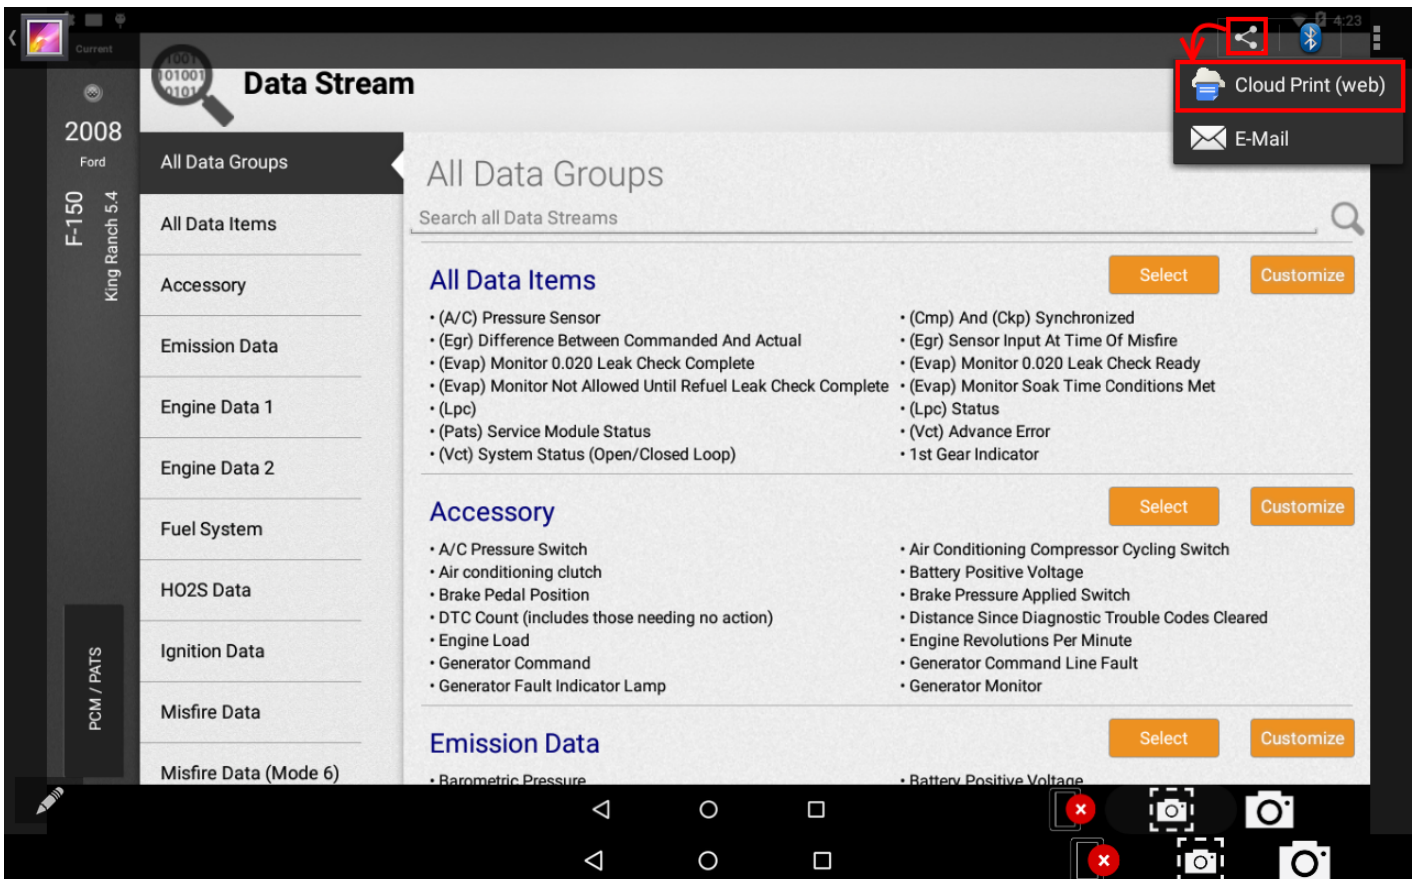 4:23
Current
1001
101001
0101
Data Stream
Cloud Print (web)
E-Mail
2008
Ford
F-150
King Ranch 5.4
PCM / PATS
All Data Groups
All Data Items
Accessory
Emission Data
Engine Data 1
Engine Data 2
Fuel System
HO2S Data
Ignition Data
Misfire Data
Misfire Data (Mode 6)
All Data Groups
Search all Data Streams
All Data Items
Select
Customize
• (A/C) Pressure Sensor
• (Cmp) And (Ckp) Synchronized
• (Egr) Difference Between Commanded And Actual
• (Egr) Sensor Input At Time Of Misfire
• (Evap) Monitor 0.020 Leak Check Complete
• (Evap) Monitor 0.020 Leak Check Ready
• (Evap) Monitor Not Allowed Until Refuel Leak Check Complete
• (Evap) Monitor Soak Time Conditions Met
• (Lpc)
• (Lpc) Status
• (Pats) Service Module Status
• (Vct) Advance Error
• (Vct) System Status (Open/Closed Loop)
• 1st Gear Indicator
Accessory
Select
Customize
• A/C Pressure Switch
• Air Conditioning Compressor Cycling Switch
• Air conditioning clutch
• Battery Positive Voltage
• Brake Pedal Position
• Brake Pressure Applied Switch
• DTC Count (includes those needing no action)
• Distance Since Diagnostic Trouble Codes Cleared
• Engine Load
• Engine Revolutions Per Minute
• Generator Command
• Generator Command Line Fault
• Generator Fault Indicator Lamp
• Generator Monitor
Emission Data
Select
Customize
• Barometric Pressure
• Battery Positive Voltage